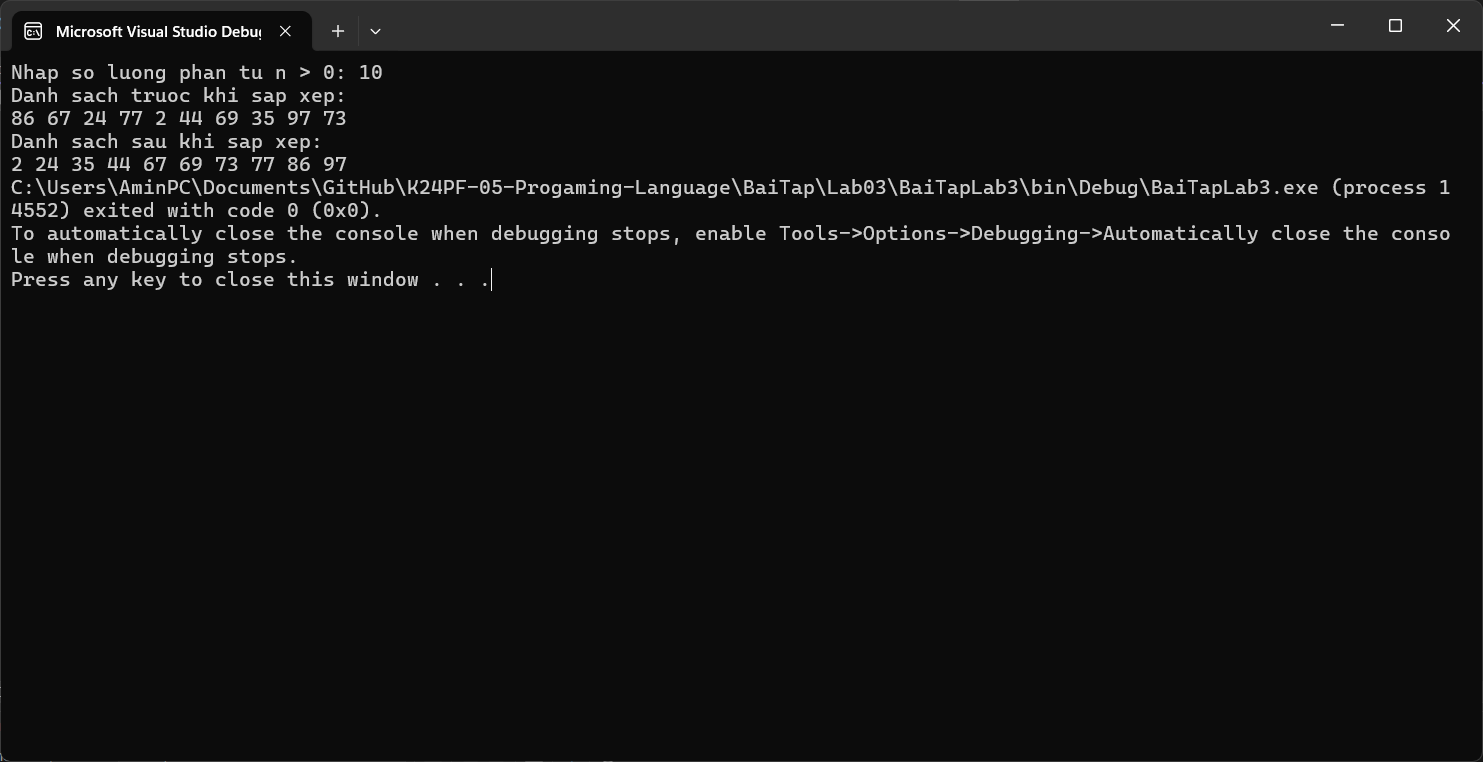 Microsoft Visual Studio Debug
Nhap so luong phan tu n > 0: 10
Danh sach truoc khi sap xep:
86 67 24 77 2 44 69 35 97 73
Danh sach sau khi sap xep:
2 24 35 44 67 69 73 77 86 97
C:\Users\AminPC\Documents\GitHub\K24PF-05-Progaming-Language\BaiTap\Lab03\BaiTapLab3\bin\Debug\BaiTapLab3.exe (process 1
4552) exited with code 0 (0x0).
To automatically close the console when debugging stops, enable Tools->Options->Debugging->Automatically close the conso
le when debugging stops.
Press any key to close this window . . .